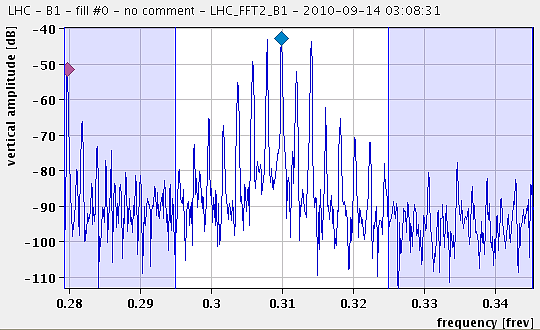 LHC - B1 - fill #0 - no comment - LHC_FFT2_B1 - 2010-09-14 03:08:31
vertical amplitude [dB]
-40
-50
-60
-70
-80
-90
-100
-110
0.28 0.29 0.3 0.31 0.32 0.33 0.34
frequency [frev]